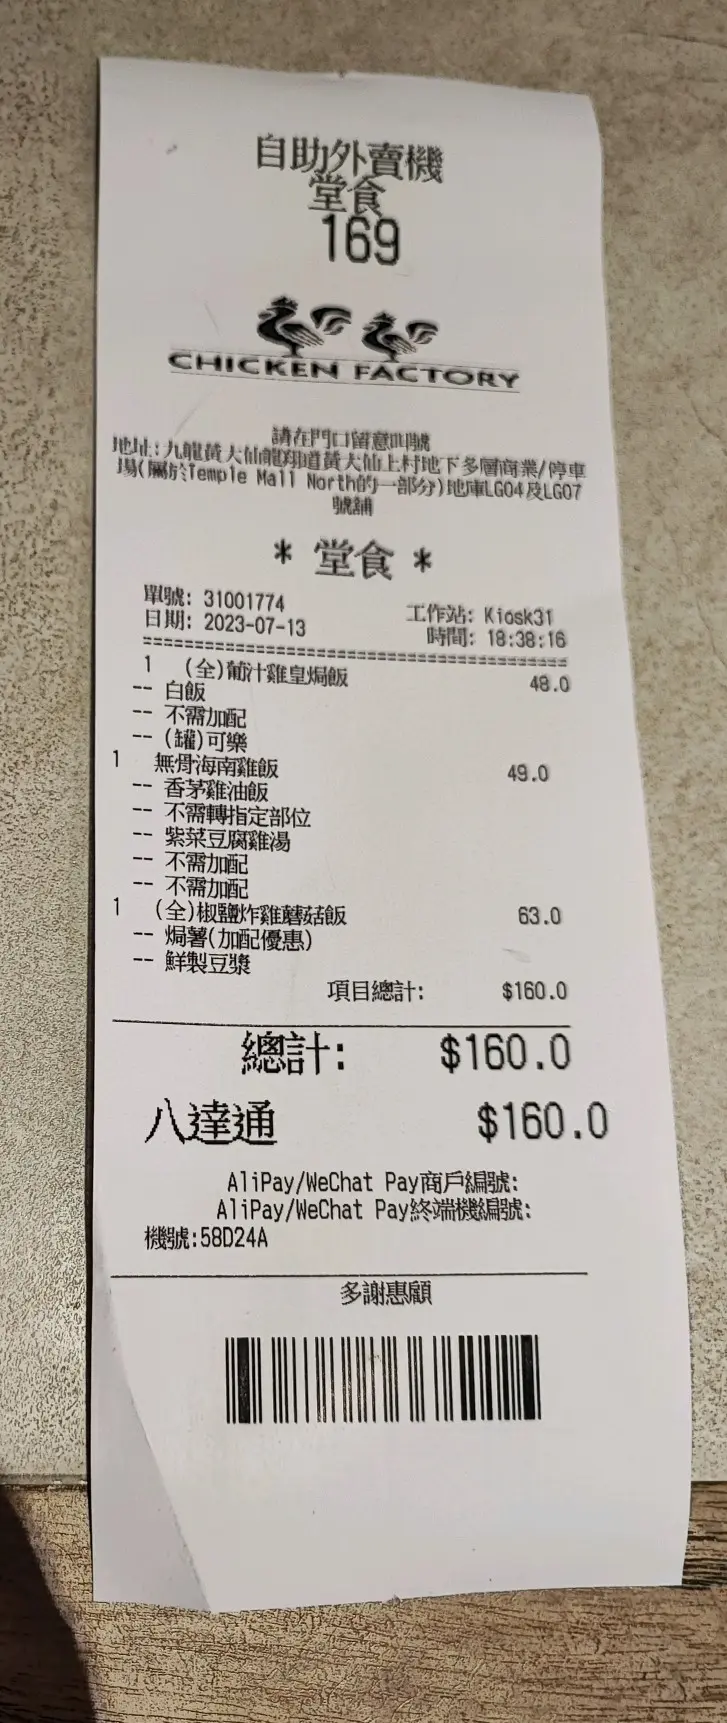 自助外賣機
堂食
169
CHICKEN FACTORY
請在門口留意叫號
地址:九龍黃大仙龍翔道黃大仙上村地下多層商業/停車
場(屬於Temple Mall North的一部分)地庫LG04及LG07
號舖
* 堂食 *
單號: 31001774 工作站: Kiosk31
日期: 2023-07-13 時間: 18:38:16
1 (全)葡汁雞皇焗飯 48.0
-- 白飯
-- 不需加配
-- (罐)可樂
1 無骨海南雞飯 49.0
-- 香茅雞油飯
-- 不需轉指定部位
-- 紫菜豆腐雞湯
-- 不需加配
-- 不需加配
1 (全)椒鹽炸雞蘑菇飯 63.0
-- 焗薯(加配優惠)
-- 鮮製豆漿
項目總計: $160.0
總計: $160.0
八達通 $160.0
AliPay/WeChat Pay商戶編號:
AliPay/WeChat Pay終端機編號:
機號:58D24A
多謝惠顧